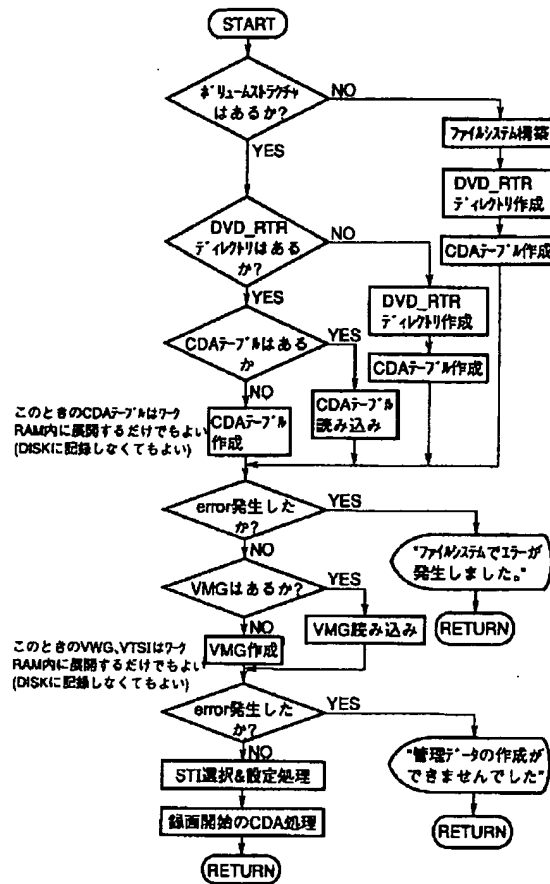 START
ボリュームストラクチャ
はあるか?
NO
YES
ファイルシステム構築
DVD_RTR
ディレクトリ作成
CDAテーブル作成
DVD_RTR
ディレクトリはある
か?
NO
YES
DVD_RTR
ディレクトリ作成
CDAテーブル作成
CDAテーブルはある
か
YES
NO
CDAテーブル
読み込み
このときのCDAテーブルはワーク
RAM内に展開するだけでもよい
(DISKに記録しなくてもよい)
CDAテーブル
作成
error発生した
か?
YES
NO
"ファイルシステムでエラーが
発生しました。"
RETURN
VMGはあるか?
YES
NO
VMG読み込み
このときのVWG、VTSIはワーク
RAM内に展開するだけでもよい
(DISKに記録しなくてもよい)
VMG作成
error発生した
か?
YES
NO
"管理データの作成が
できませんでした"
RETURN
STI選択&設定処理
録画開始のCDA処理
RETURN